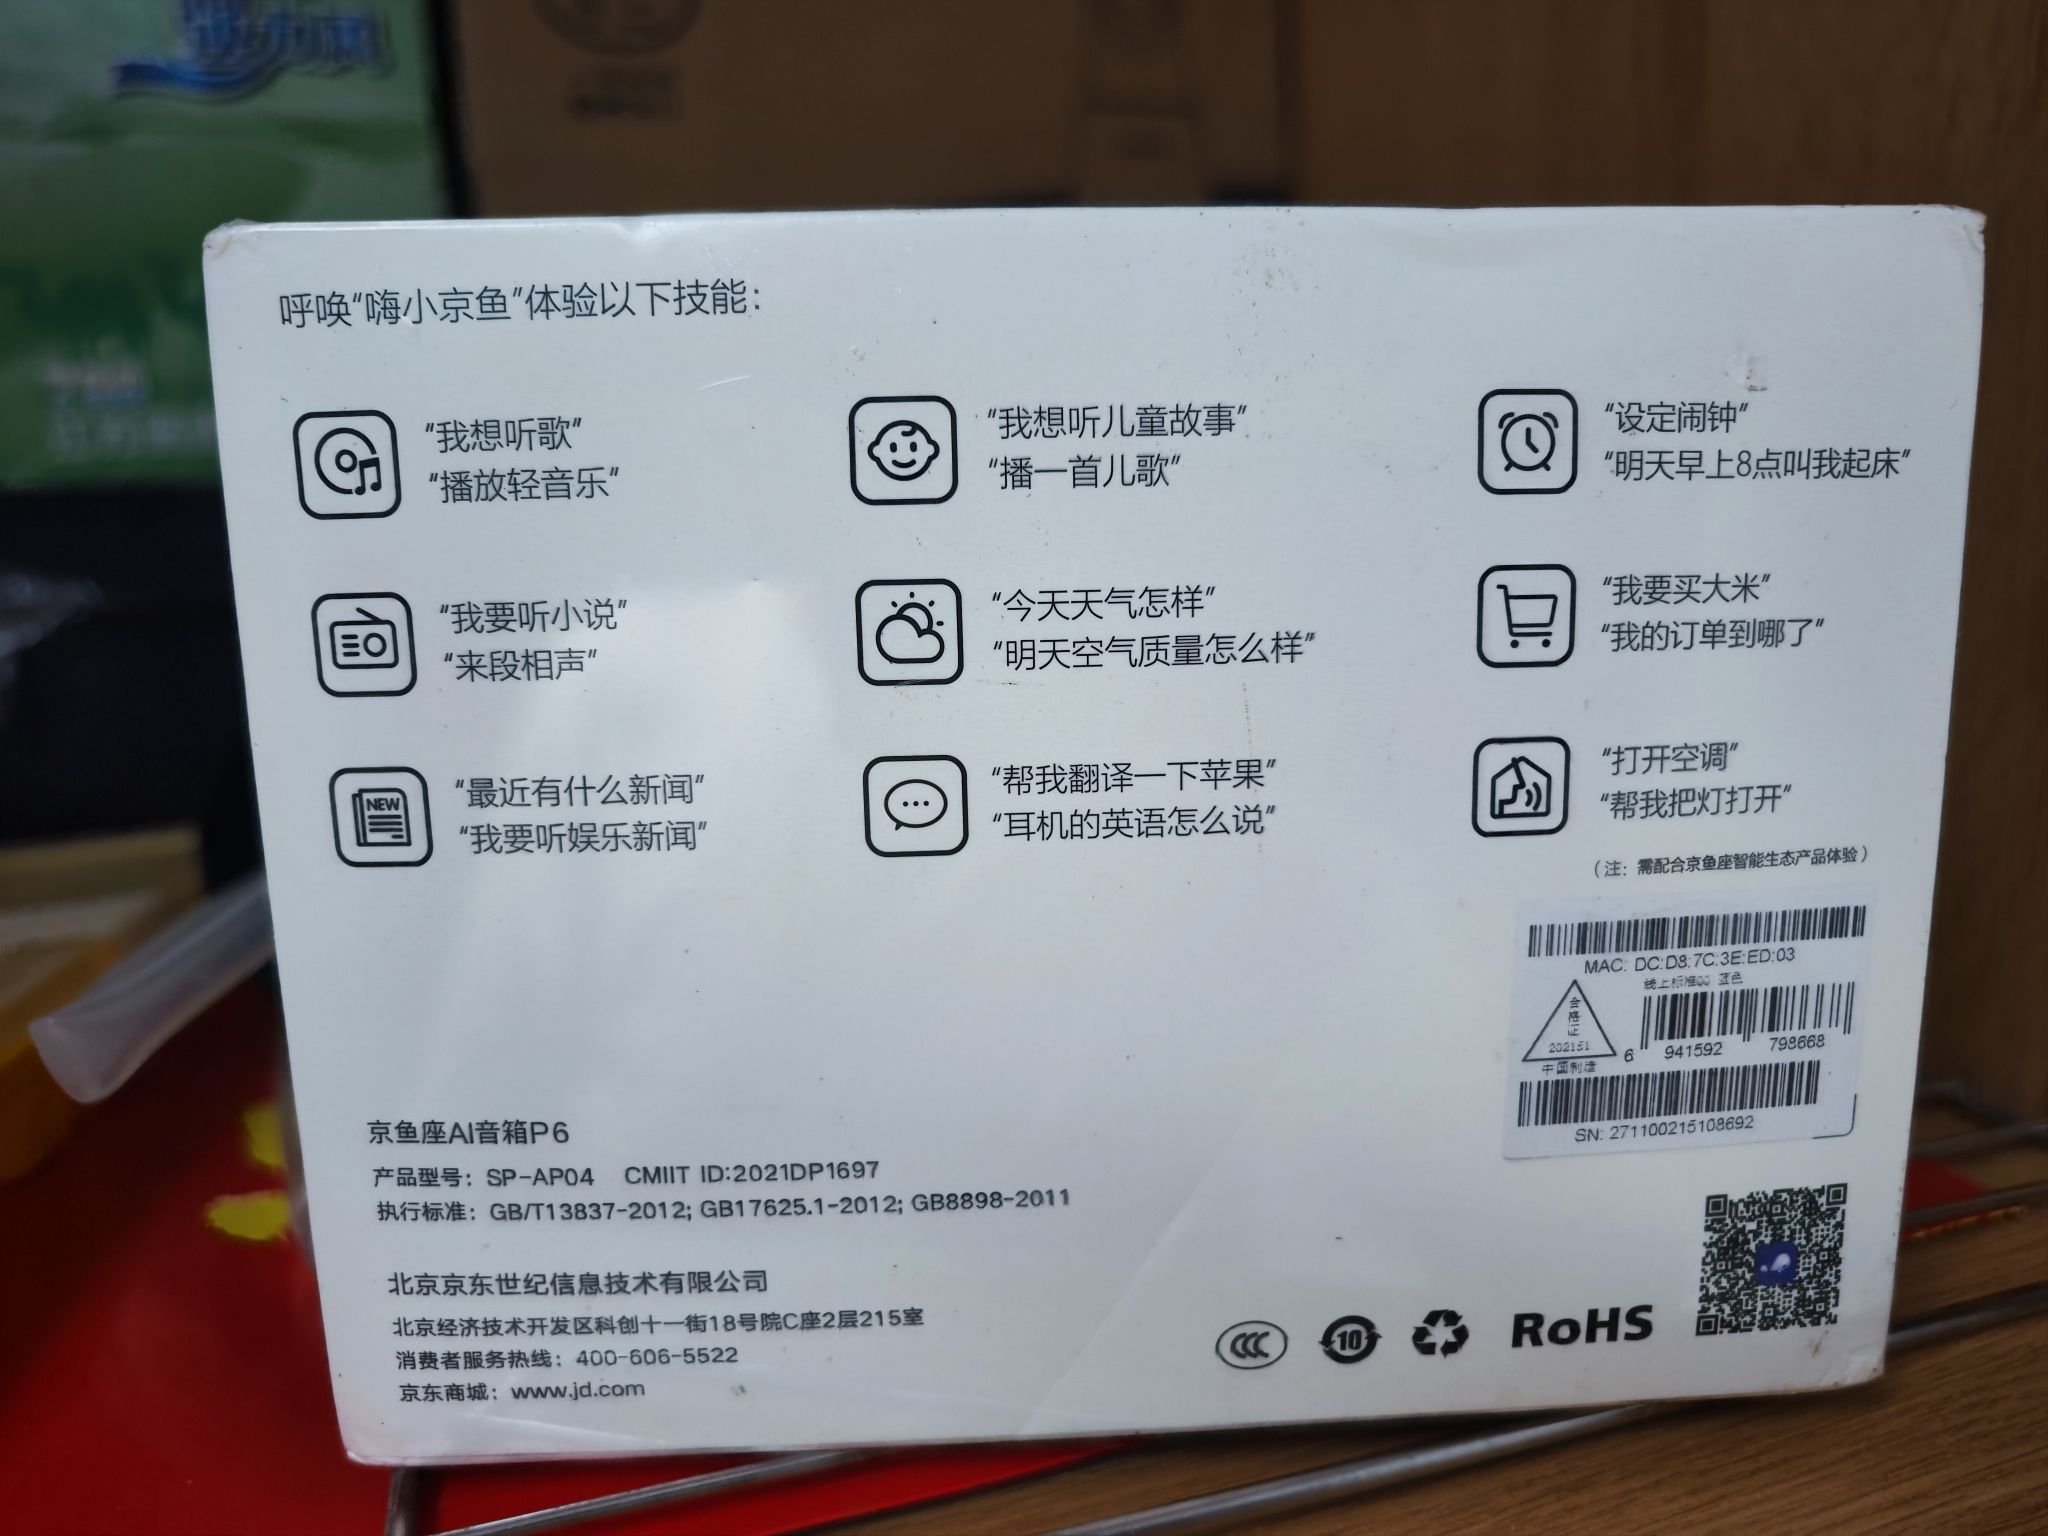 呼唤“嗨小京鱼”体验以下技能：
“我想听歌”
“播放轻音乐”
“我想听儿童故事”
“播一首儿歌”
“设定闹钟”
“明天早上8点叫我起床”
“我要听小说”
“来段相声”
“今天天气怎样”
“明天空气质量怎么样”
“我要买大米”
“我的订单到哪了”
NEW
“最近有什么新闻”
“我要听娱乐新闻”
“帮我翻译一下苹果”
“耳机的英语怎么说”
“打开空调”
“帮我把灯打开”
（注：需配合京鱼座智能生态产品体验）
MAC: DC:D8:7C:3E:ED:03
线上标准QQ 蓝色
合格证
202151
中国制造
6 941592 798668
SN: 271100215108692
京鱼座AI音箱P6
产品型号：SP-AP04 CMIIT ID:2021DP1697
执行标准：GB/T13837-2012; GB17625.1-2012; GB8898-2011
北京京东世纪信息技术有限公司
北京经济技术开发区科创十一街18号院C座2层215室
消费者服务热线：400-606-5522
京东商城：www.jd.com
CCC
10
RoHS